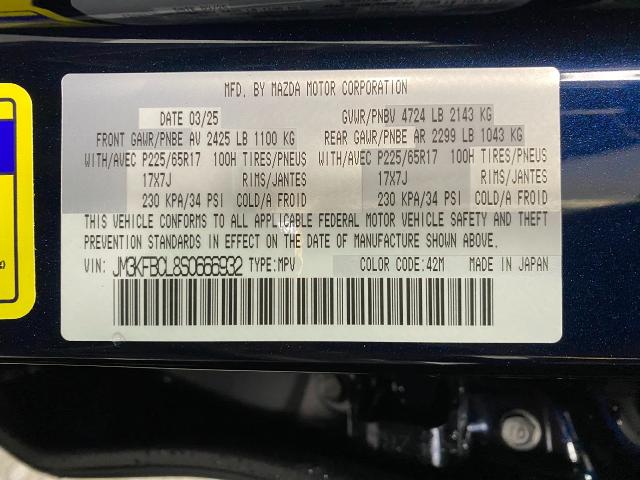 MFD. BY MAZDA MOTOR CORPORATION
DATE 03/25 GVWR/PNBV 4724 LB 2143 KG
FRONT GAWR/PNBE AV 2425 LB 1100 KG REAR GAWR/PNBE AR 2299 LB 1043 KG
WITH/AVEC P225/65R17 100H TIRES/PNEUS WITH/AVEC P225/65R17 100H TIRES/PNEUS
17X7J RIMS/JANTES 17X7J RIMS/JANTES
230 KPA/34 PSI COLD/A FROID 230 KPA/34 PSI COLD/A FROID
THIS VEHICLE CONFORMS TO ALL APPLICABLE FEDERAL MOTOR VEHICLE SAFETY AND THEFT
PREVENTION STANDARDS IN EFFECT ON THE DATE OF MANUFACTURE SHOWN ABOVE.
VIN: JM3KFBCL8S0666932 TYPE:MPV COLOR CODE:42M MADE IN JAPAN